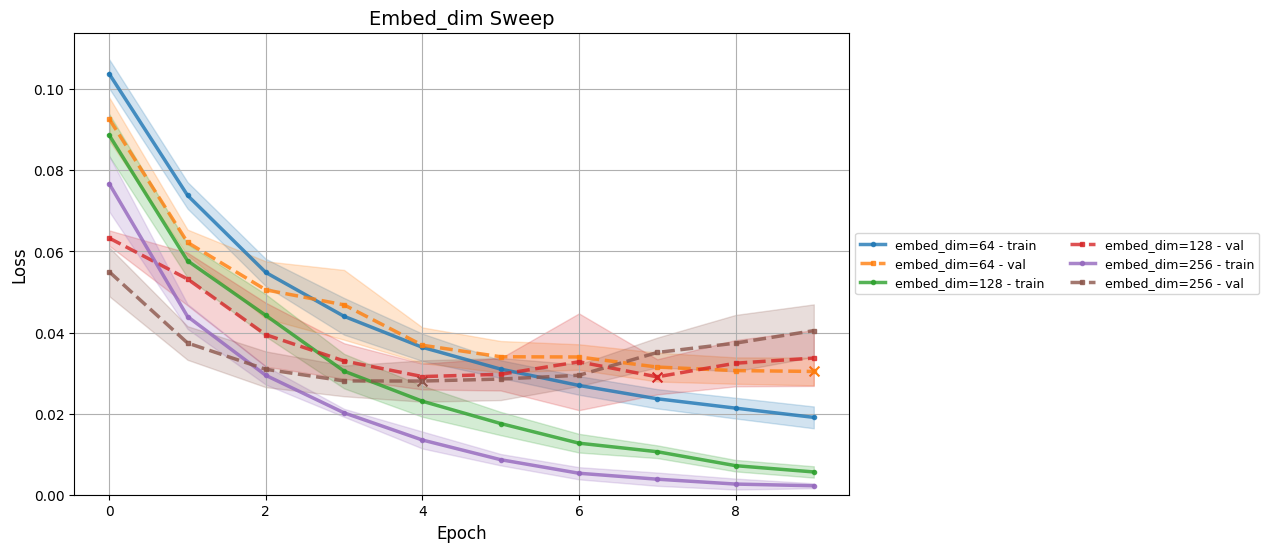 Embed_dim Sweep
Loss
0.10
0.08
0.06
0.04
0.02
0.00
0 2 4 6 8
Epoch
embed_dim=64 - train
embed_dim=64 - val
embed_dim=128 - train
embed_dim=128 - val
embed_dim=256 - train
embed_dim=256 - val